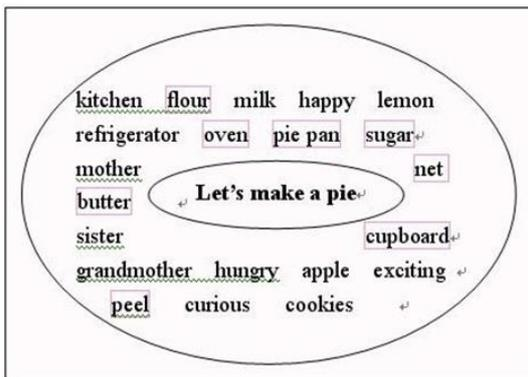 kitchen flour milk happy lemon
refrigerator oven pie pan sugar
mother net
butter Let's make a pie
sister cupboard
grandmother hungry apple exciting
peel curious cookies